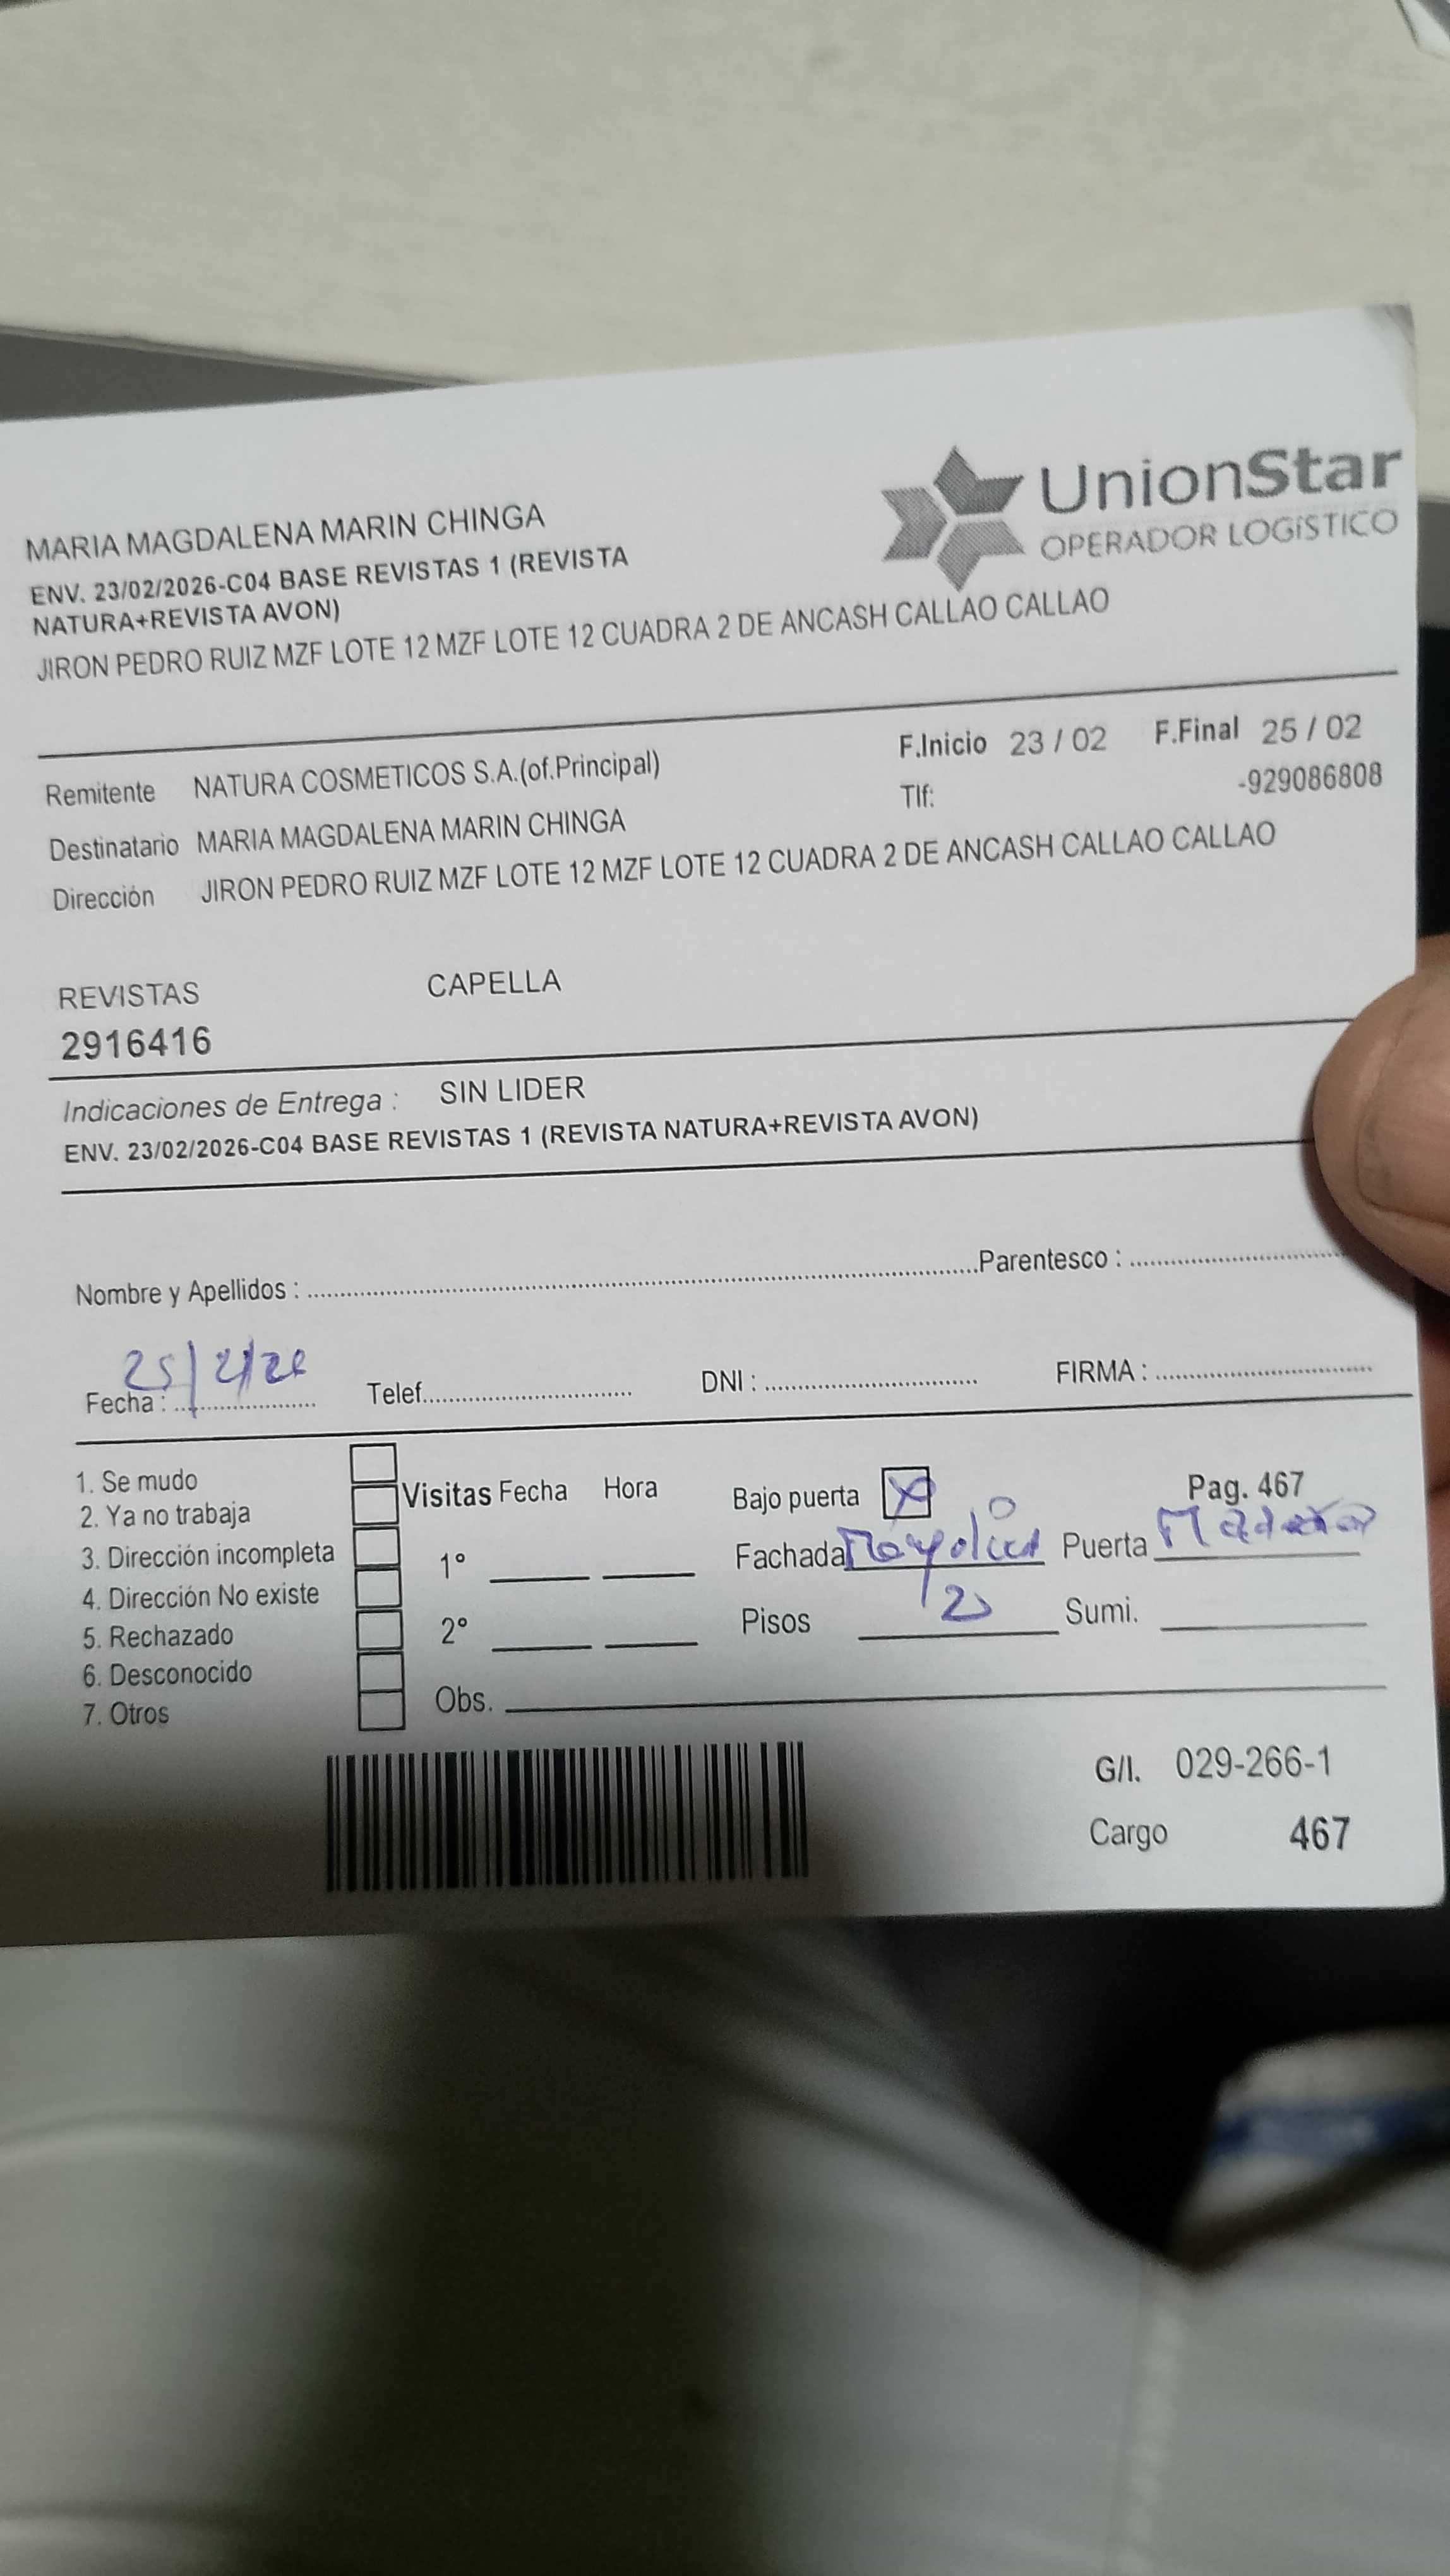 UnionStar
OPERADOR LOGÍSTICO
MARIA MAGDALENA MARIN CHINGA
ENV. 23/02/2026-C04 BASE REVISTAS 1 (REVISTA
NATURA+REVISTA AVON)
JIRON PEDRO RUIZ MZF LOTE 12 MZF LOTE 12 CUADRA 2 DE ANCASH CALLAO CALLAO
Remitente NATURA COSMETICOS S.A.(of.Principal) F.Inicio 23 / 02 F.Final 25 / 02
Tlf: -929086808
Destinatario MARIA MAGDALENA MARIN CHINGA
Dirección JIRON PEDRO RUIZ MZF LOTE 12 MZF LOTE 12 CUADRA 2 DE ANCASH CALLAO CALLAO
REVISTAS CAPELLA
2916416
Indicaciones de Entrega : SIN LIDER
ENV. 23/02/2026-C04 BASE REVISTAS 1 (REVISTA NATURA+REVISTA AVON)
Nombre y Apellidos : Parentesco :
Fecha : 25/2/26 Telef. DNI : FIRMA :
1. Se mudo
2. Ya no trabaja
3. Dirección incompleta
4. Dirección No existe
5. Rechazado
6. Desconocido
7. Otros
Visitas Fecha Hora
1º
2º
Obs.
Bajo puerta X Pag. 467
Fachada Puerta
Pisos 2 Sumi.
G/I. 029-266-1
Cargo 467